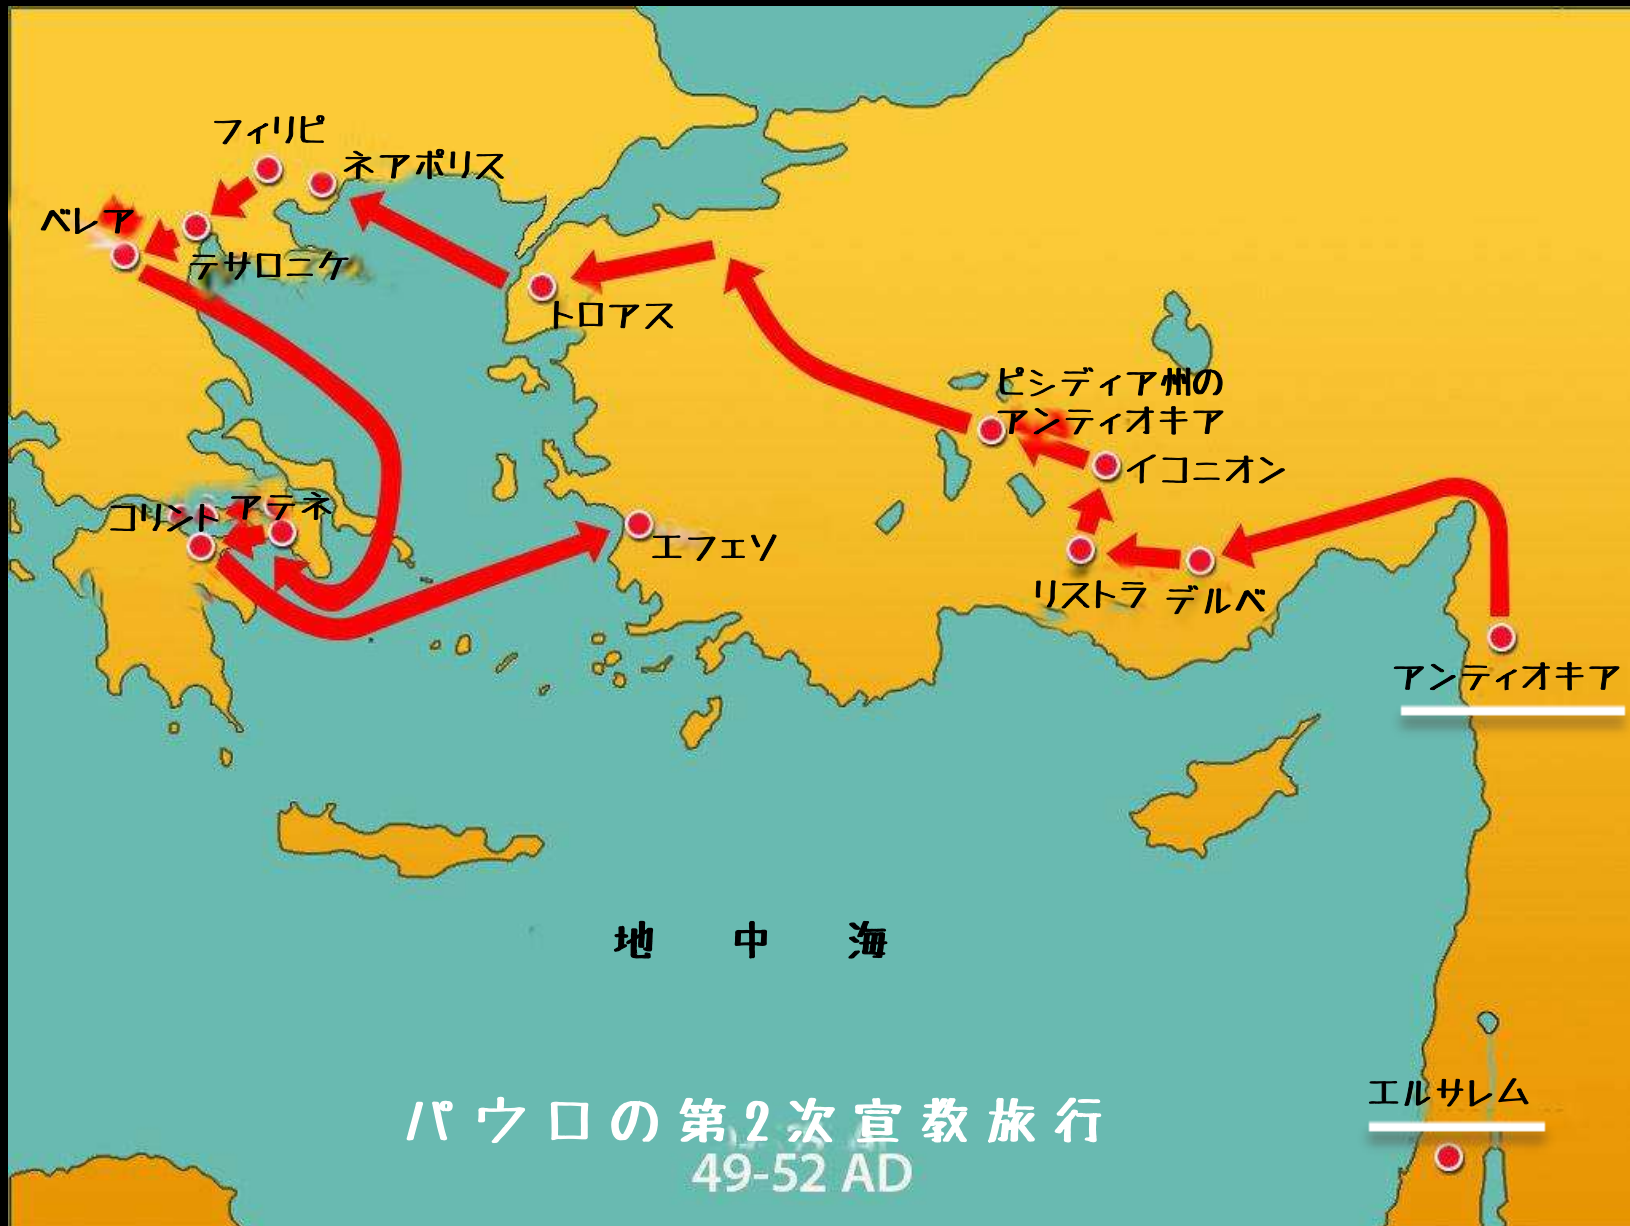 フィリピ
ネアポリス
ベレア
テサロニケ
トロアス
ピシディア州の
アンティオキア
イコニオン
コリント
アテネ
エフェソ
リストラ
デルベ
アンティオキア
地中海
エルサレム
パウロの第2次宣教旅行
49-52 AD